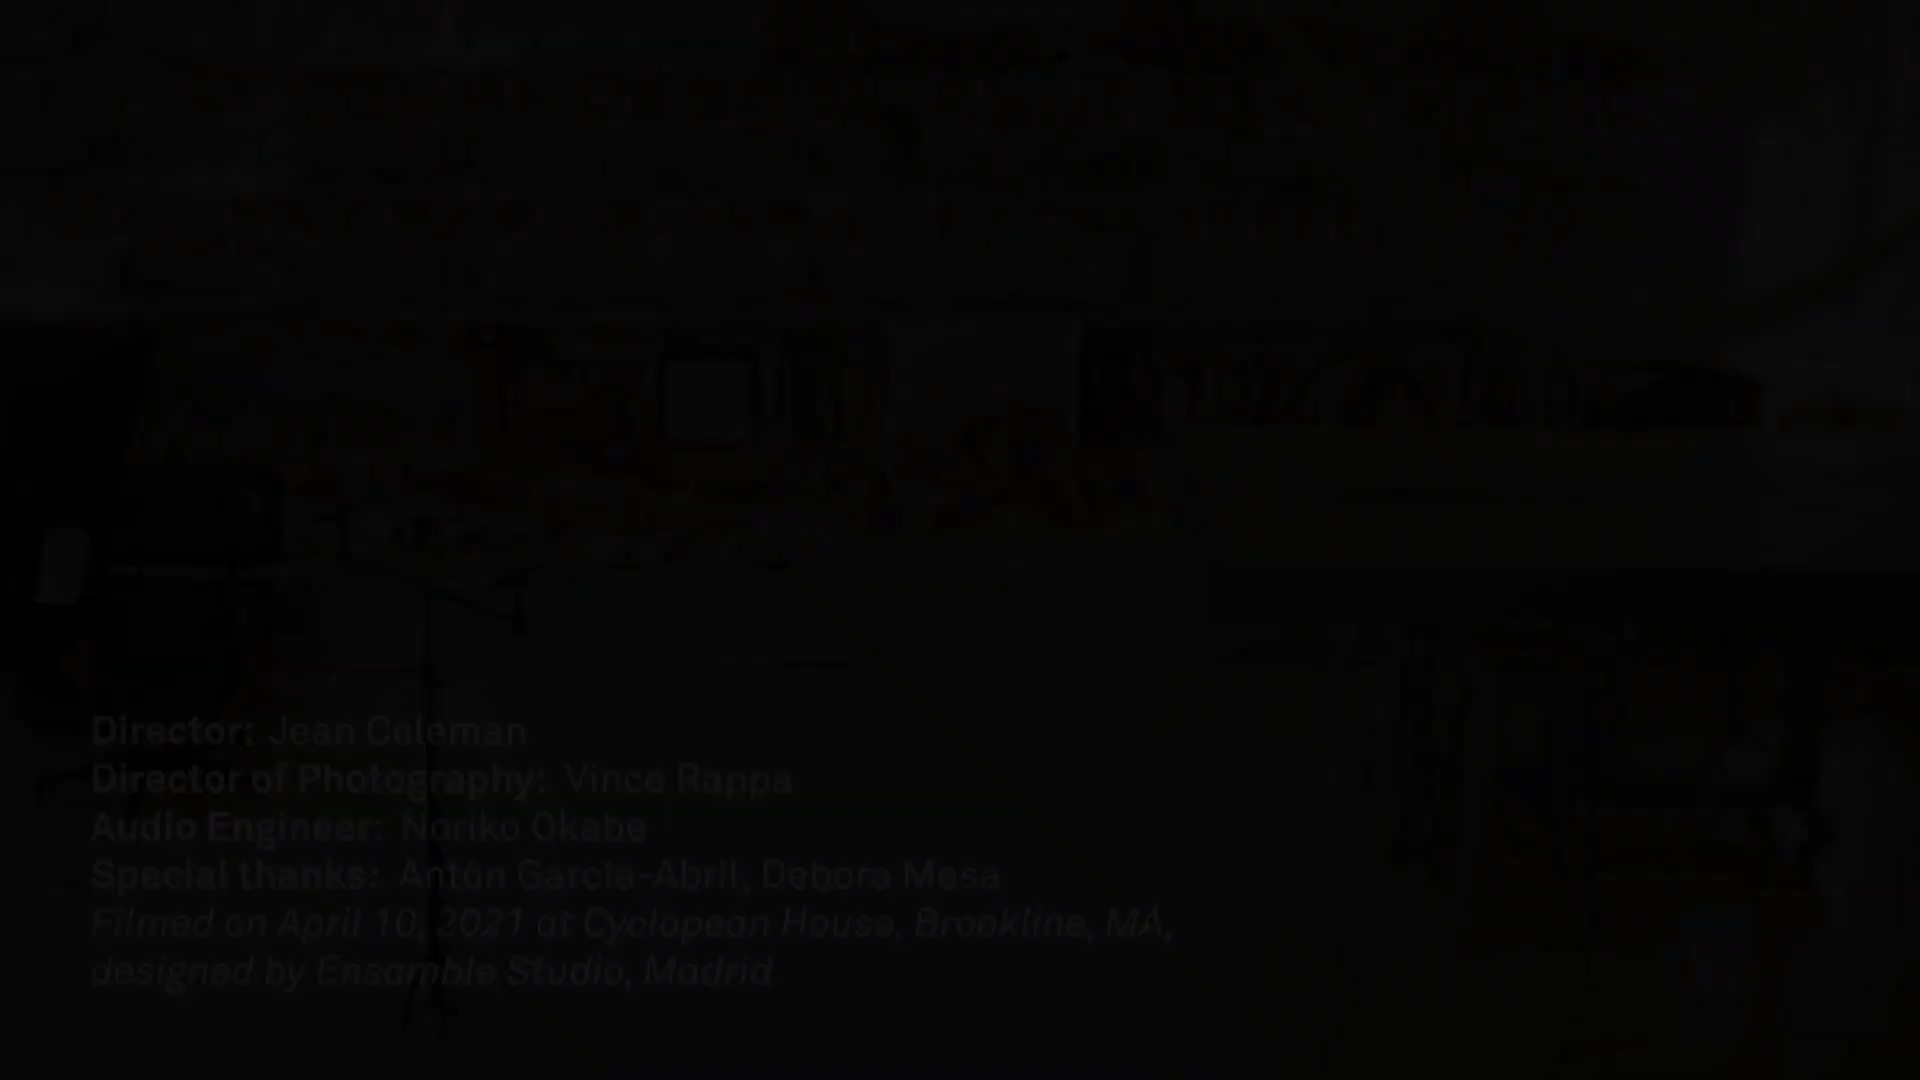 Director: Jean Coleman
Director of Photography: Vince Rappa
Audio Engineer: Noriko Okabe
Special thanks: Antón García-Abril, Debora Mesa
Filmed on April 10, 2021 at Cyclopean House, Brookline, MA,
designed by Ensamble Studio, Madrid